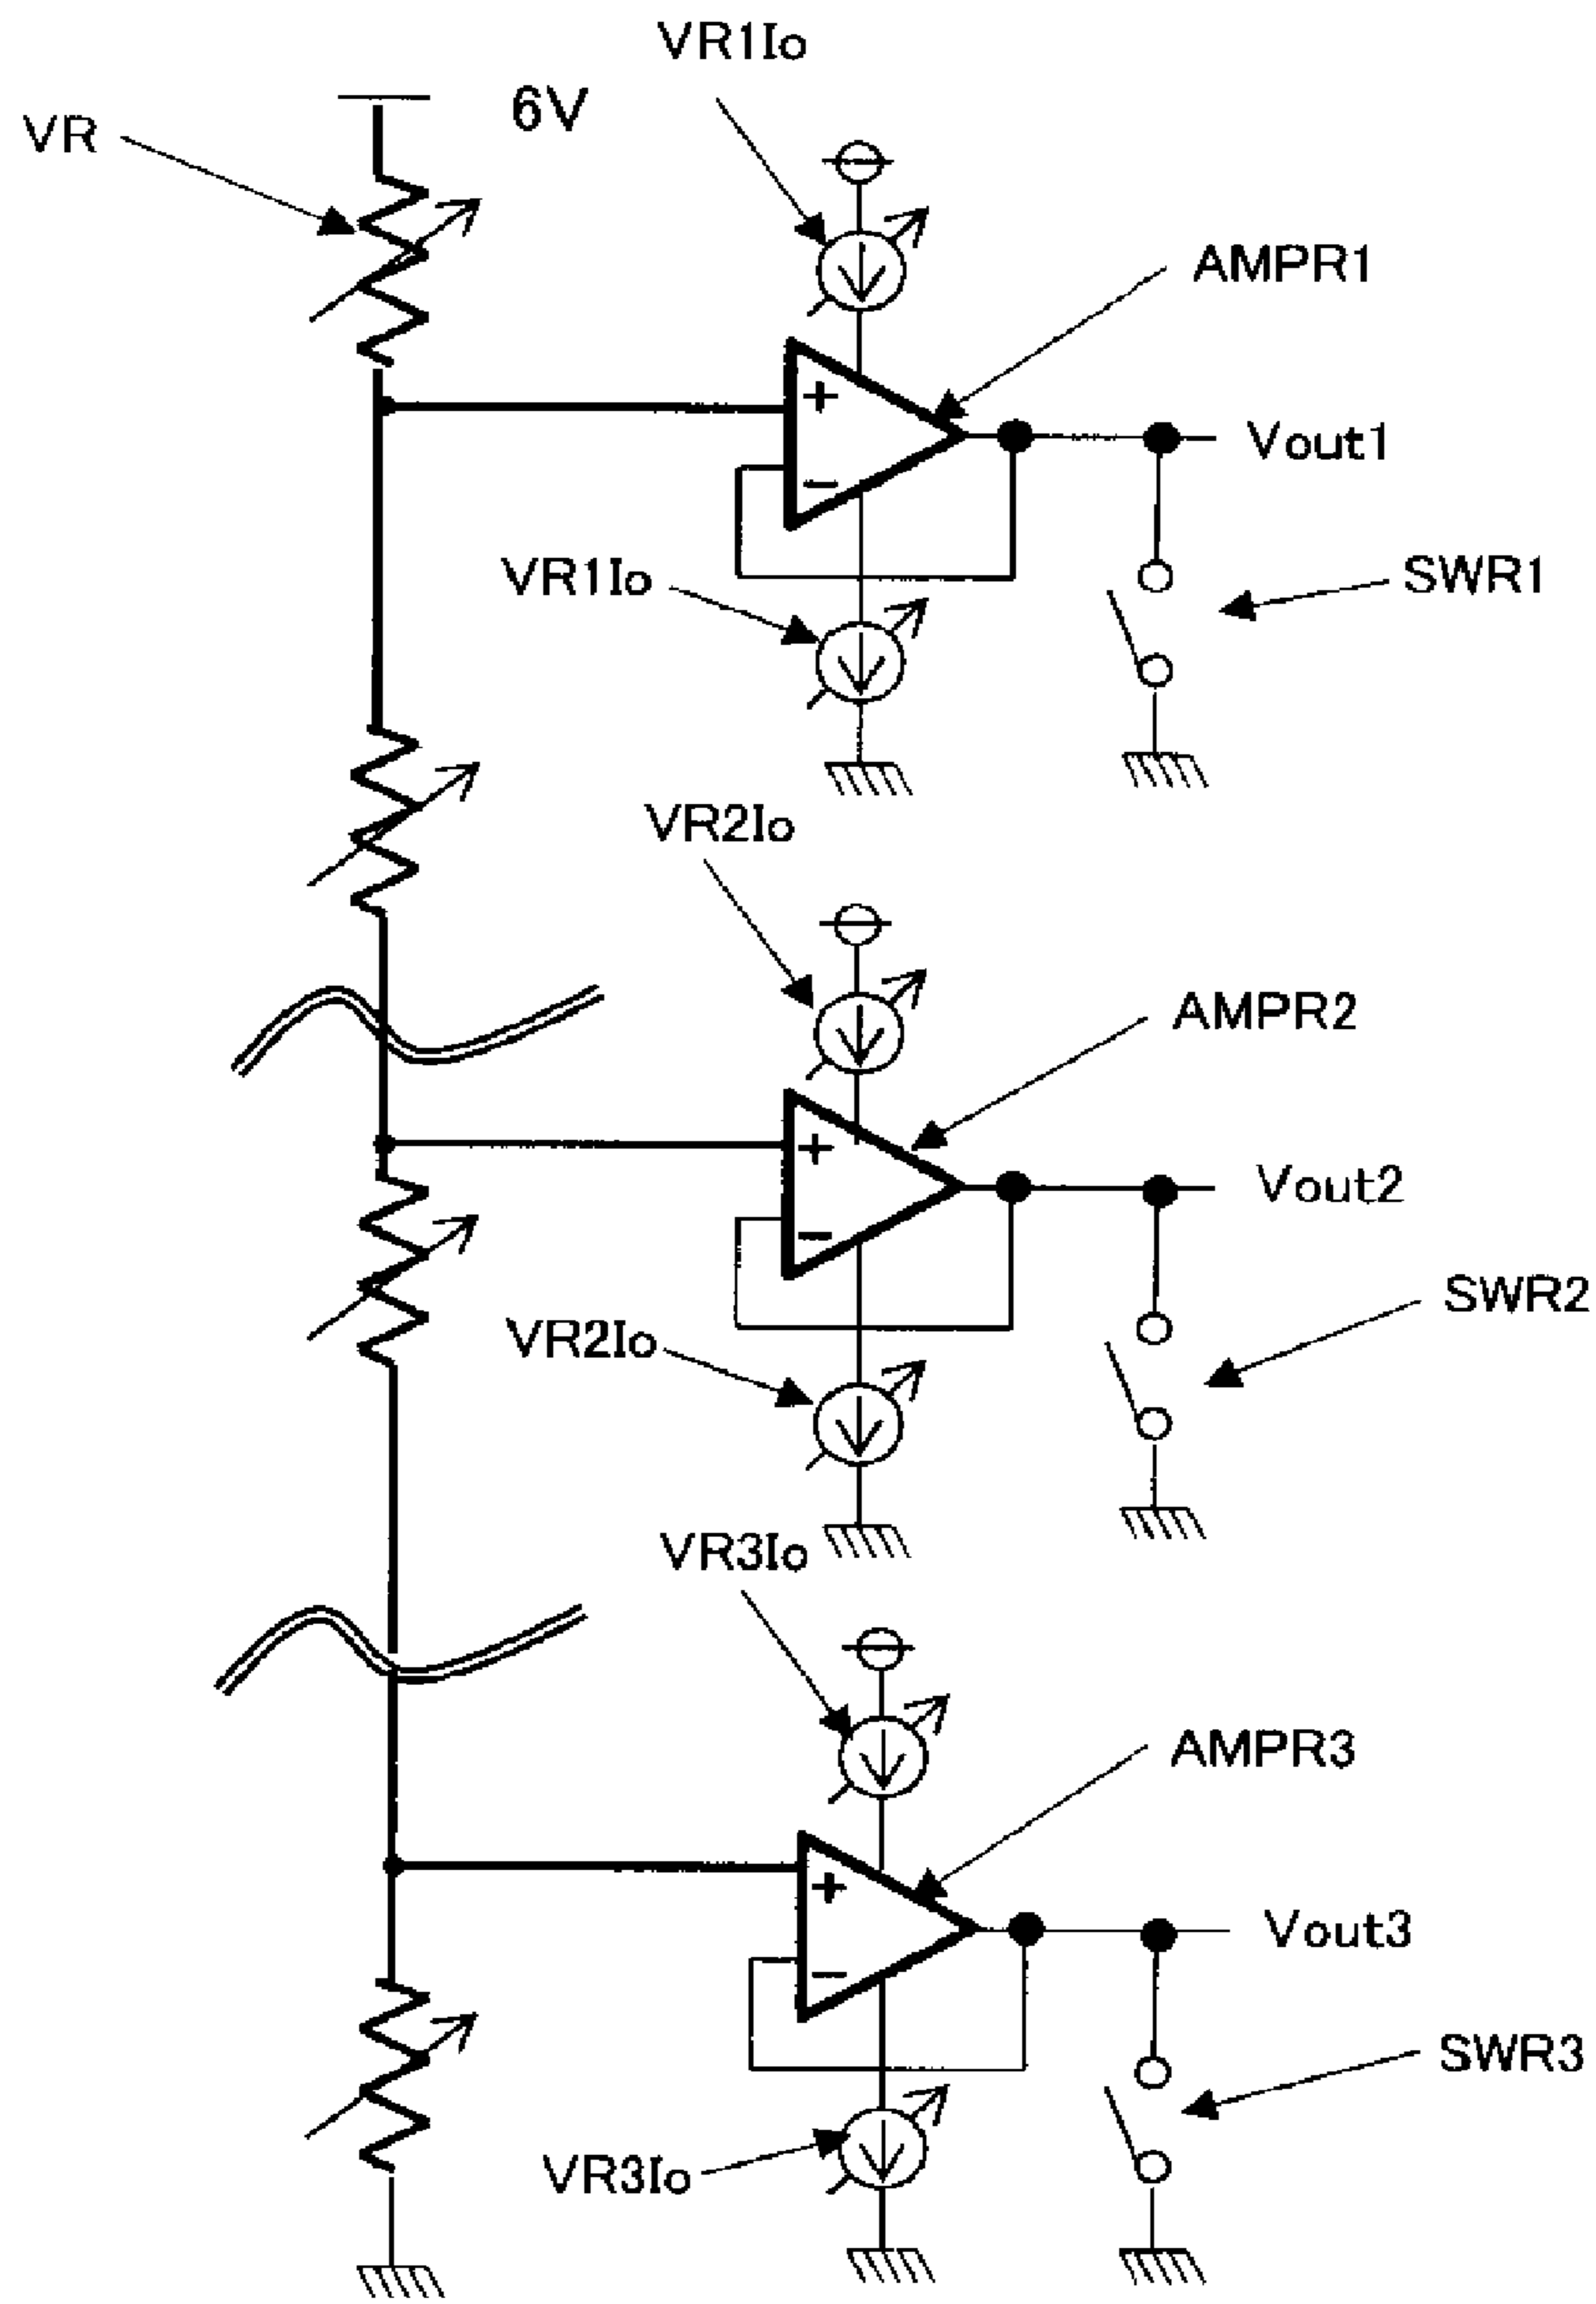 VR1Io
6V
VR
AMPR1
+
Vout1
−
VR1Io
SWR1
VR2Io
AMPR2
+
Vout2
−
SWR2
VR2Io
VR3Io
AMPR3
+
Vout3
−
SWR3
VR3Io